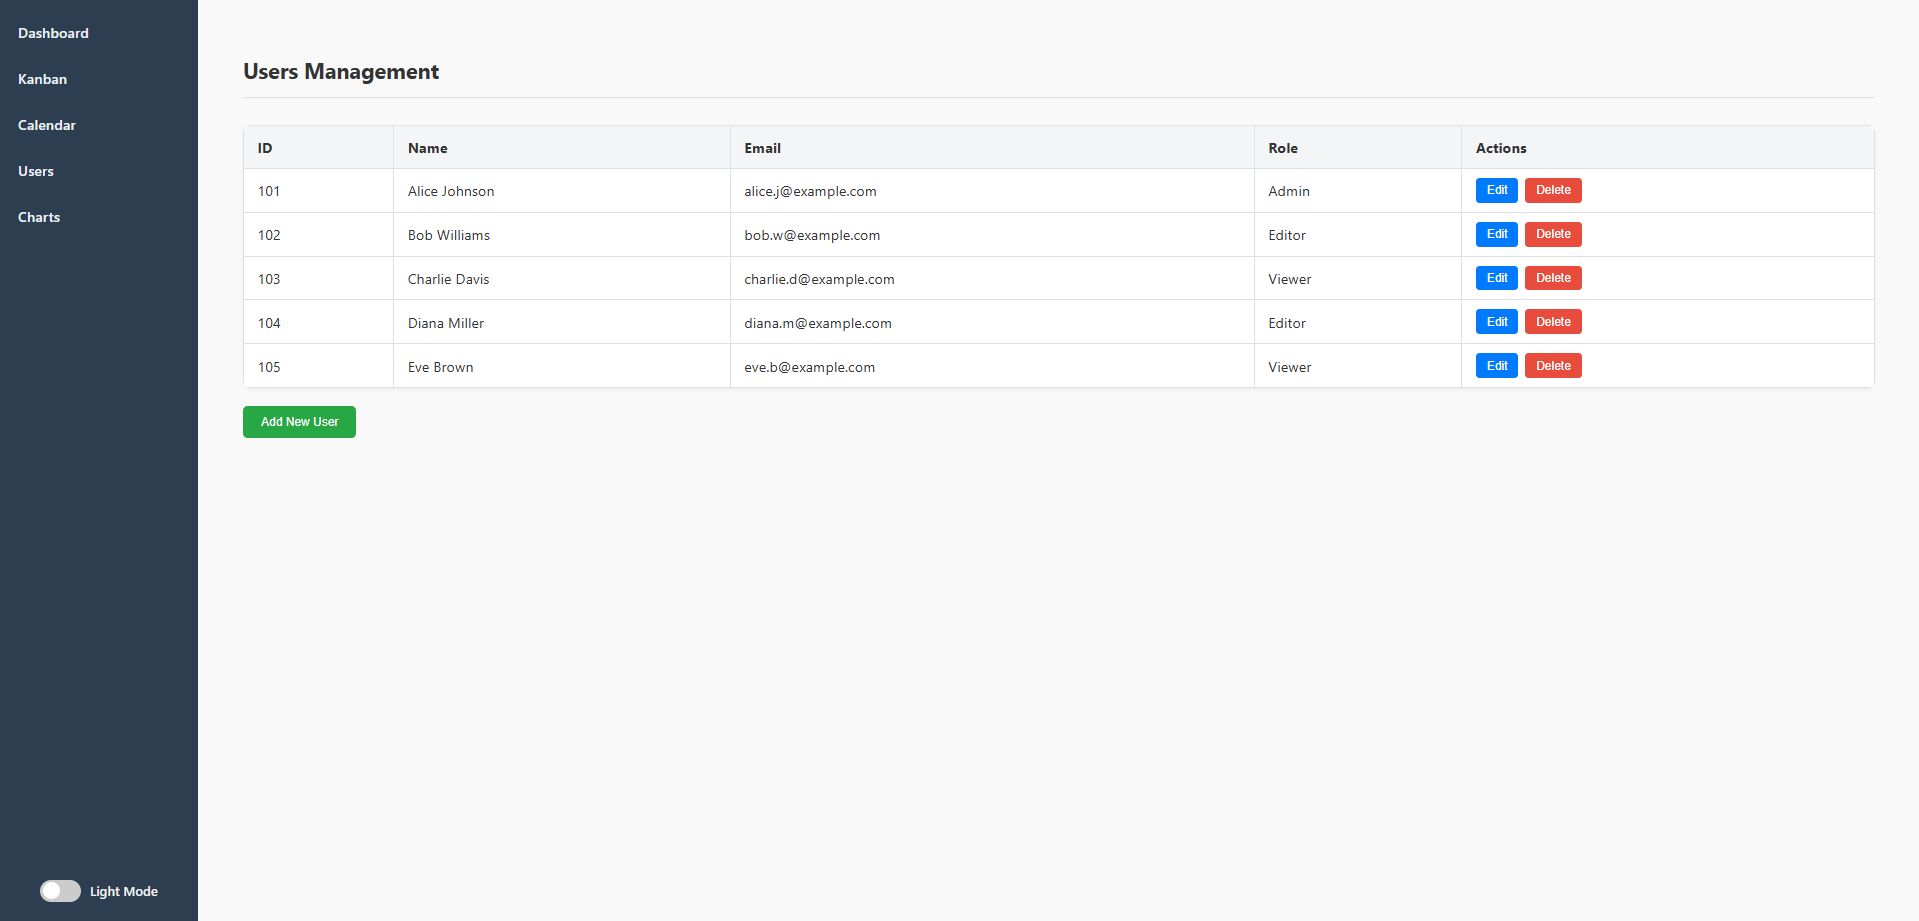 Dashboard
Kanban
Calendar
Users
Charts
Light Mode
Users Management
ID Name Email Role Actions
101 Alice Johnson alice.j@example.com Admin Edit Delete
102 Bob Williams bob.w@example.com Editor Edit Delete
103 Charlie Davis charlie.d@example.com Viewer Edit Delete
104 Diana Miller diana.m@example.com Editor Edit Delete
105 Eve Brown eve.b@example.com Viewer Edit Delete
Add New User